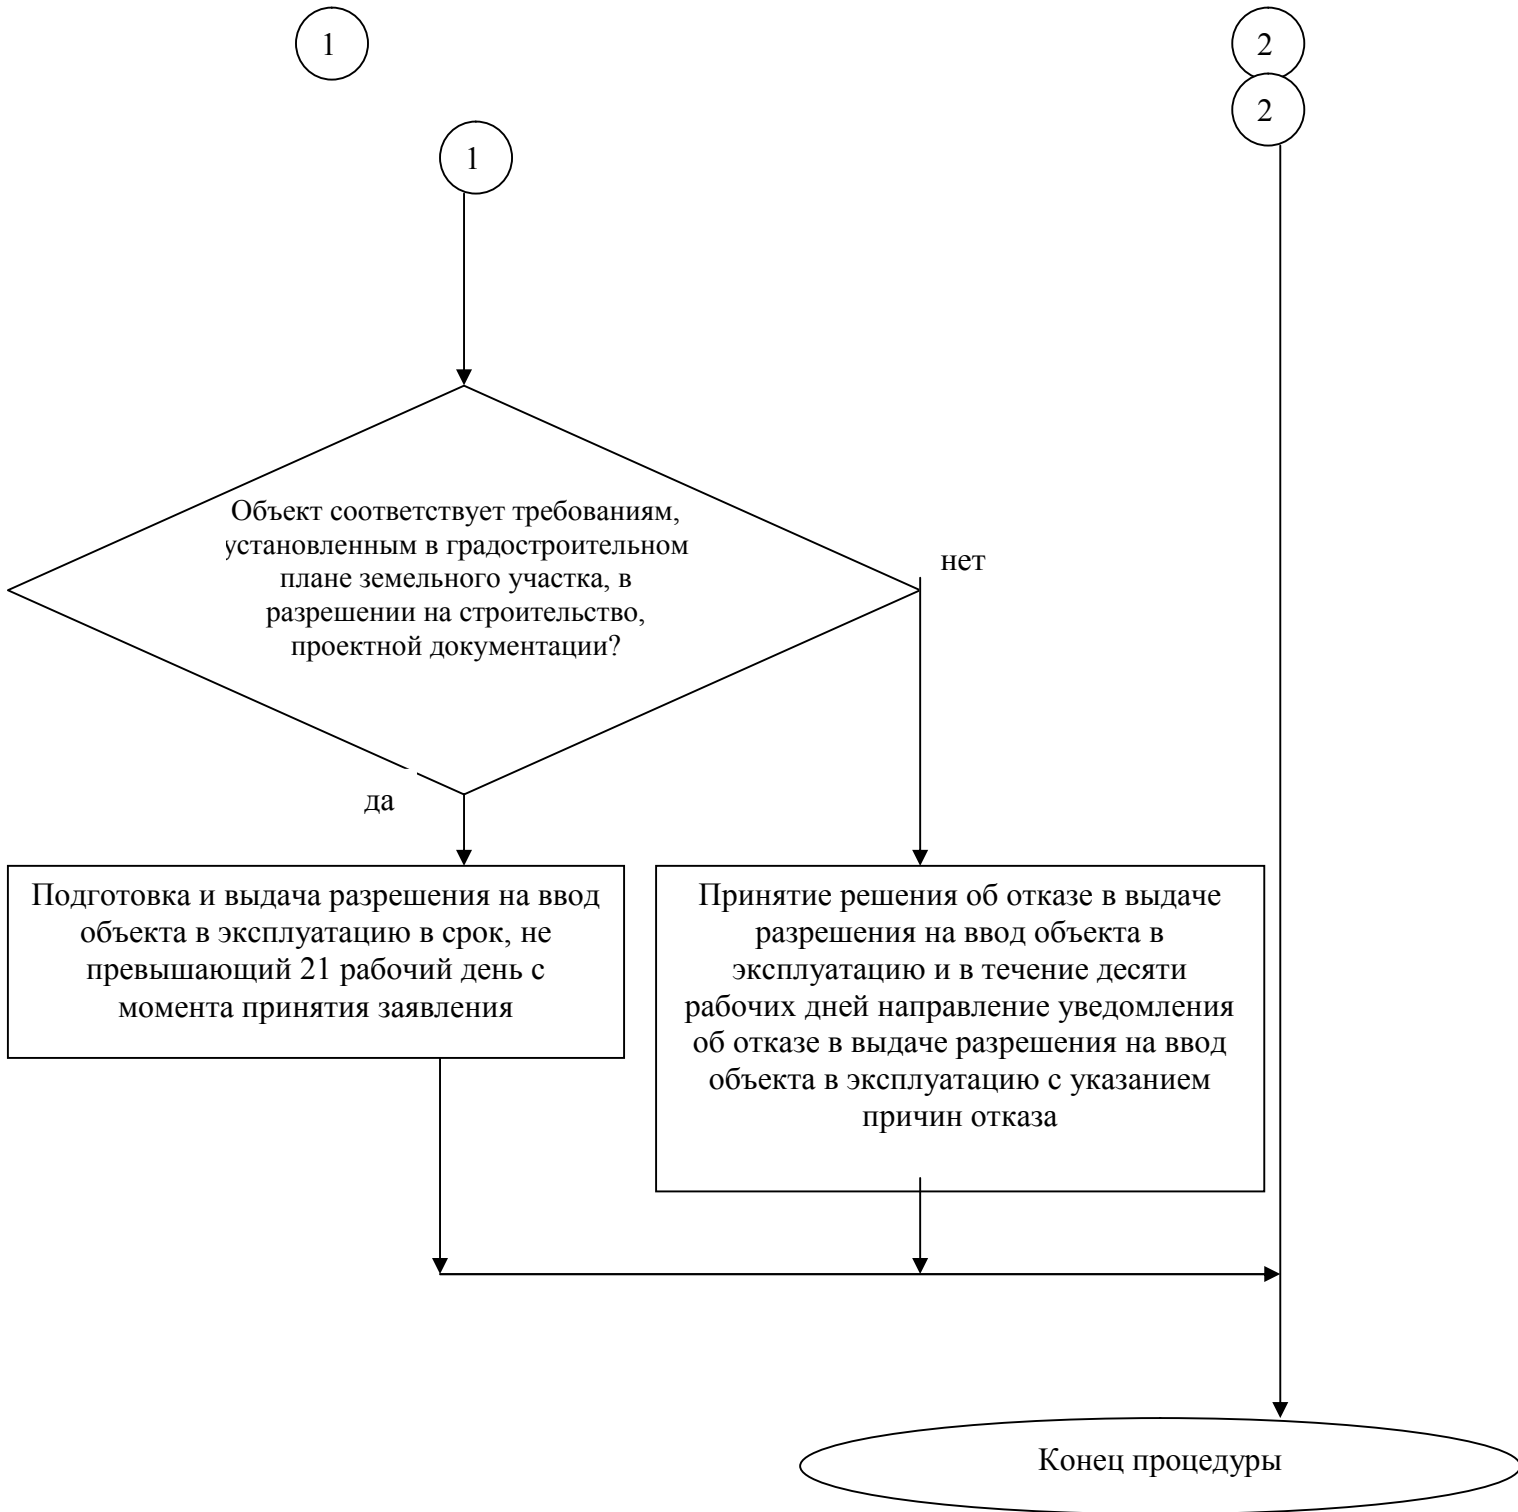 1
2
2
1
Объект соответствует требованиям,
установленным в градостроительном
плане земельного участка, в
разрешении на строительство,
проектной документации?
нет
да
Подготовка и выдача разрешения на ввод
объекта в эксплуатацию в срок, не
превышающий 21 рабочий день с
момента принятия заявления
Принятие решения об отказе в выдаче
разрешения на ввод объекта в
эксплуатацию и в течение десяти
рабочих дней направление уведомления
об отказе в выдаче разрешения на ввод
объекта в эксплуатацию с указанием
причин отказа
Конец процедуры